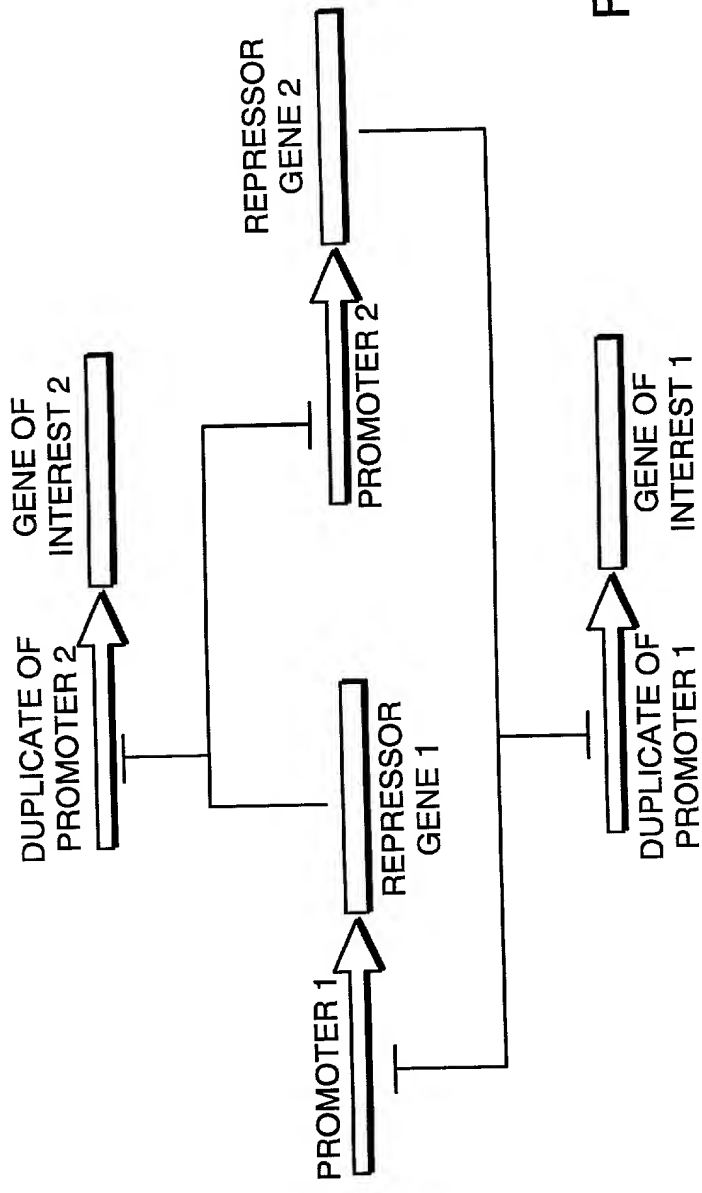 DUPLICATE OF
PROMOTER 2
GENE OF
INTEREST 2
PROMOTER 1
REPRESSOR
GENE 1
PROMOTER 2
REPRESSOR
GENE 2
DUPLICATE OF
PROMOTER 1
GENE OF
INTEREST 1